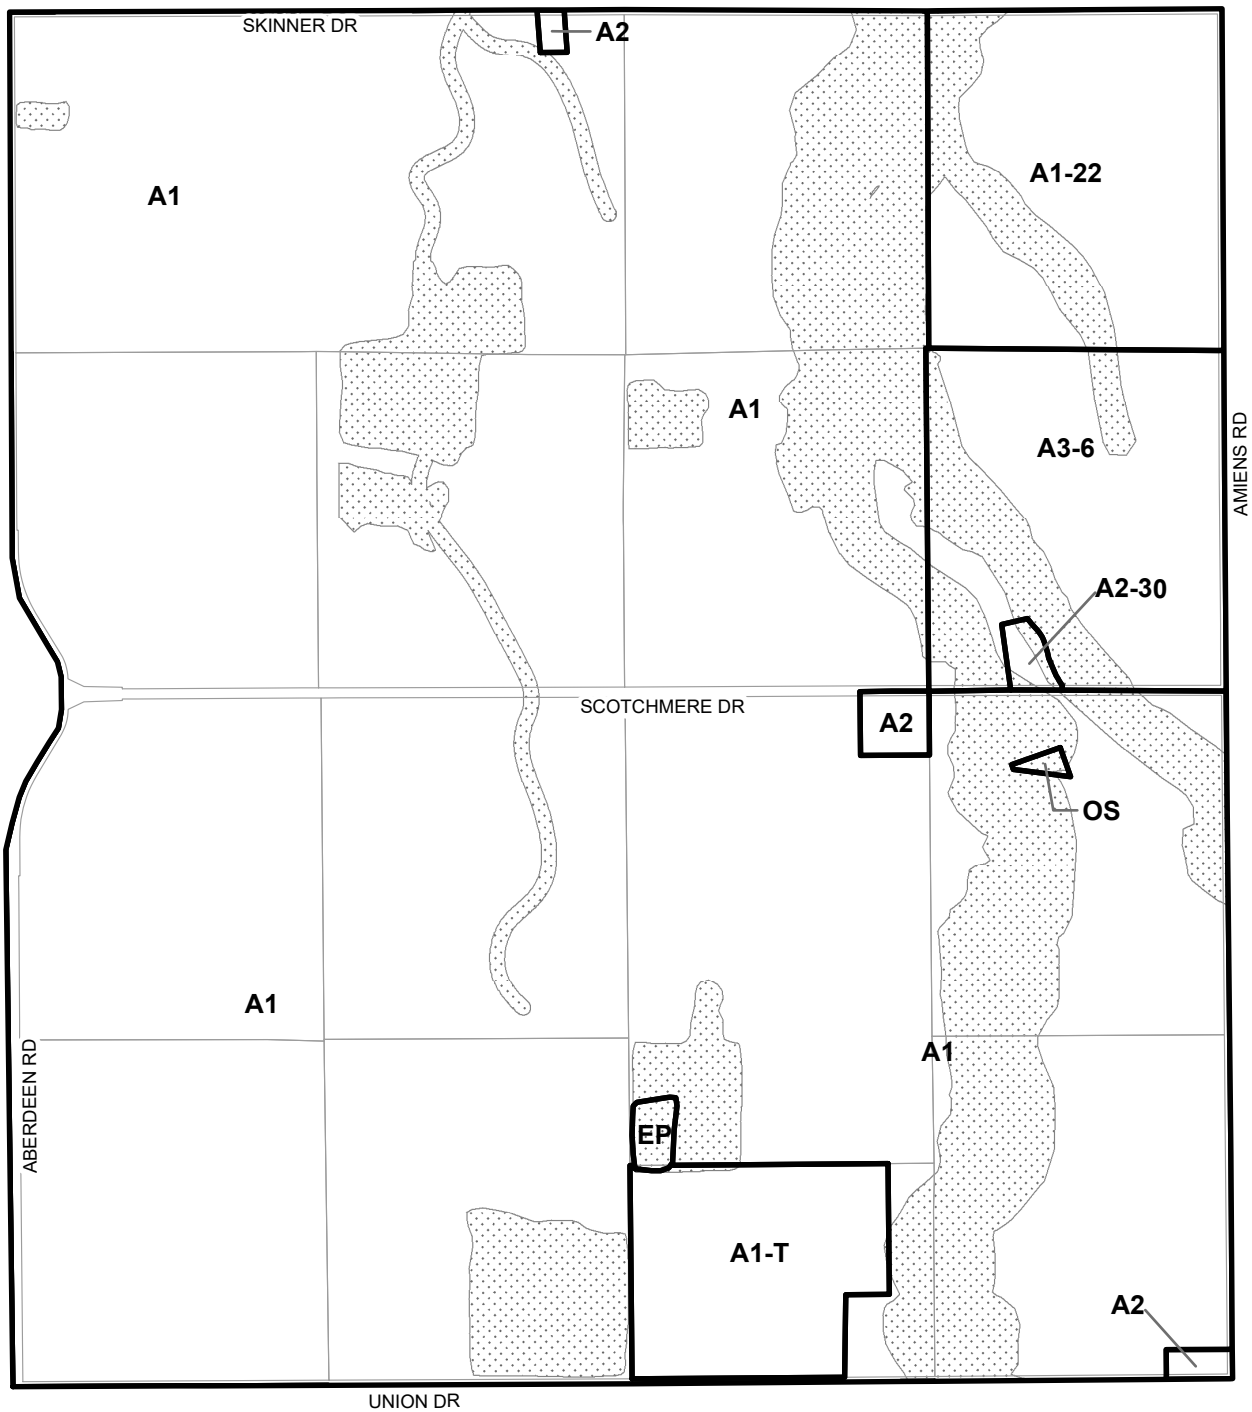 SKINNER DR
A2
A1-22
A1
A1
AMIENS RD
A3-6
A2-30
SCOTCHMERE DR
A2
OS
A1
A1
ABERDEEN RD
EP
A1-T
A2
UNION DR